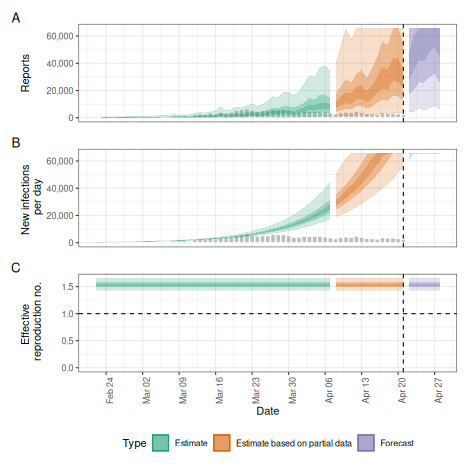 A
Reports
60,000
40,000
20,000
0
B
New infections
per day
60,000
40,000
20,000
0
C
Effective
reproduction no.
1.5
1.0
0.5
0.0
Feb 24
Mar 02
Mar 09
Mar 16
Mar 23
Mar 30
Apr 06
Apr 13
Apr 20
Apr 27
Date
Type
Estimate
Estimate based on partial data
Forecast